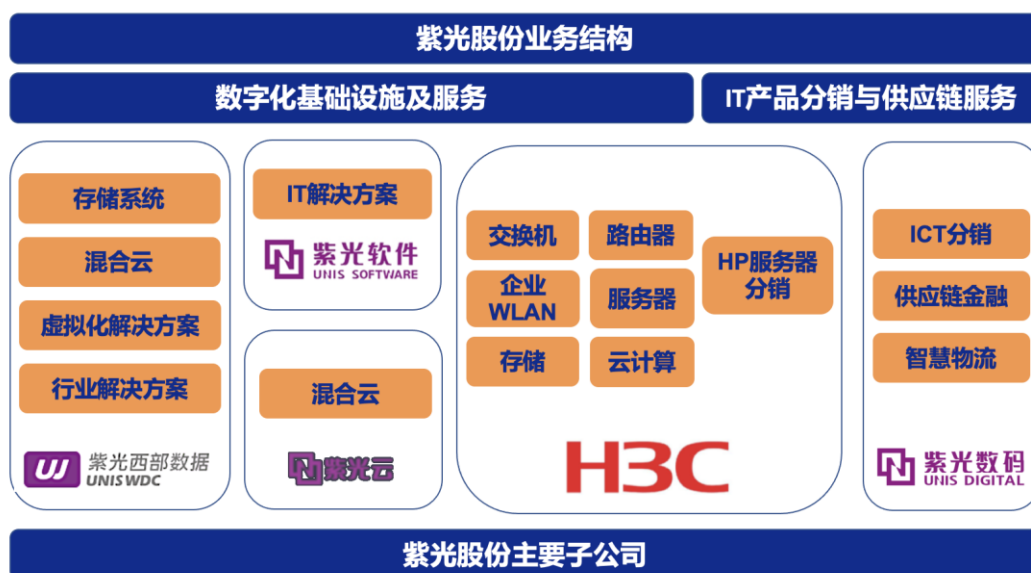 紫光股份业务结构
数字化基础设施及服务
IT产品分销与供应链服务
存储系统
混合云
虚拟化解决方案
行业解决方案
紫光西部数据
UNISWDC
IT解决方案
紫光软件
UNIS SOFTWARE
混合云
紫光云
交换机
路由器
企业
WLAN
服务器
存储
云计算
HP服务器
分销
H3C
ICT分销
供应链金融
智慧物流
紫光数码
UNIS DIGITAL
紫光股份主要子公司